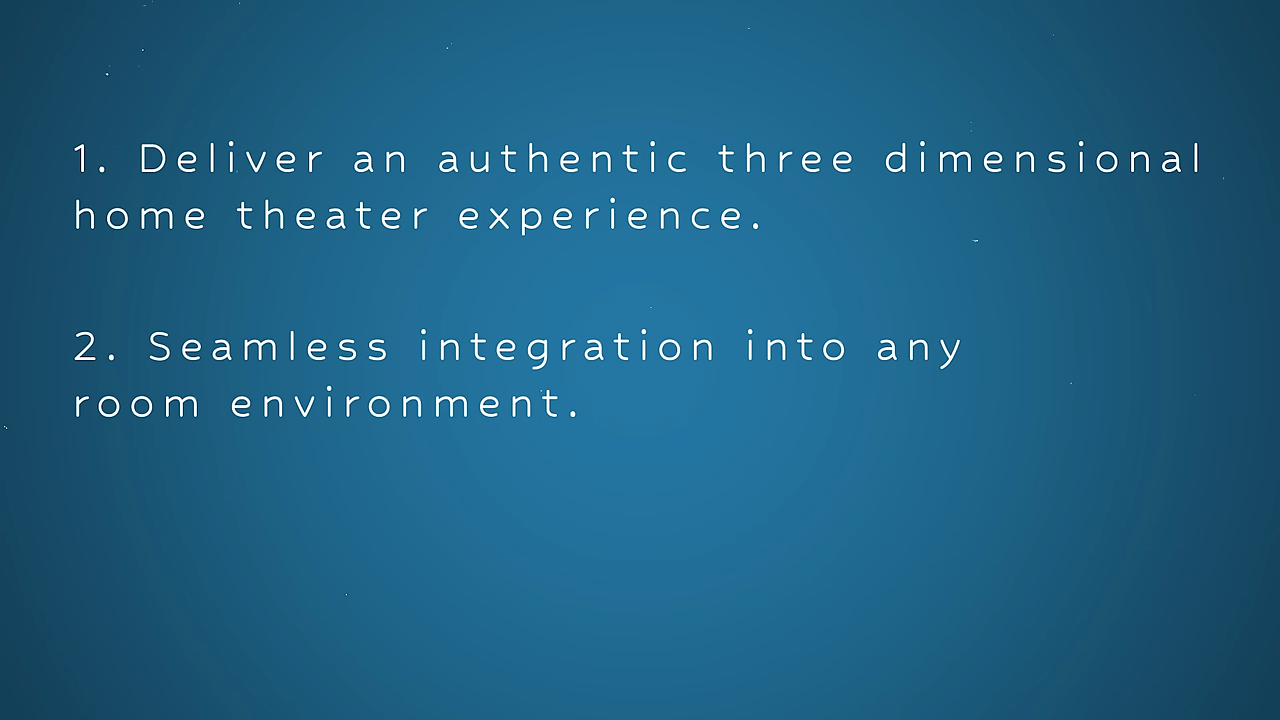 1. Deliver an authentic three dimensional
home theater experience.
2. Seamless integration into any
room environment.